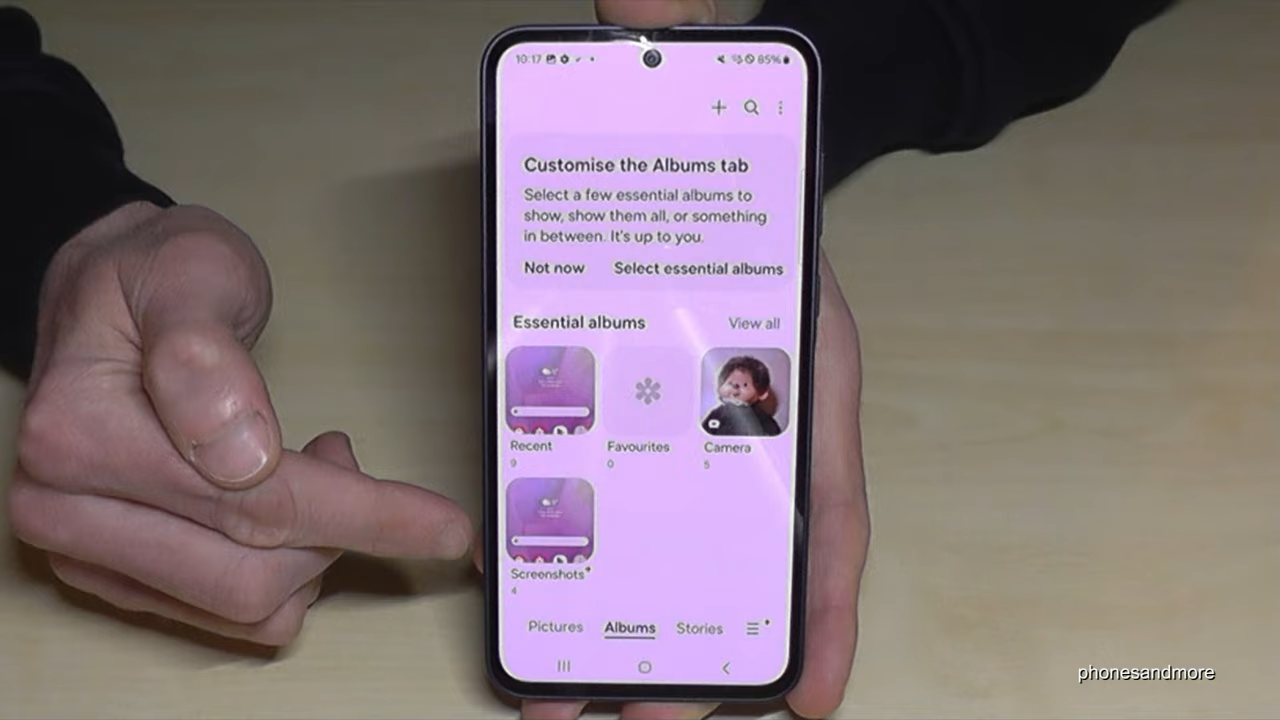 10:17
85%
Customise the Albums tab
Select a few essential albums to
show, show them all, or something
in between. It's up to you.
Not now Select essential albums
Essential albums View all
Recent Favourites Camera
9 0 5
Screenshots
4
Pictures Albums Stories
phonesandmore